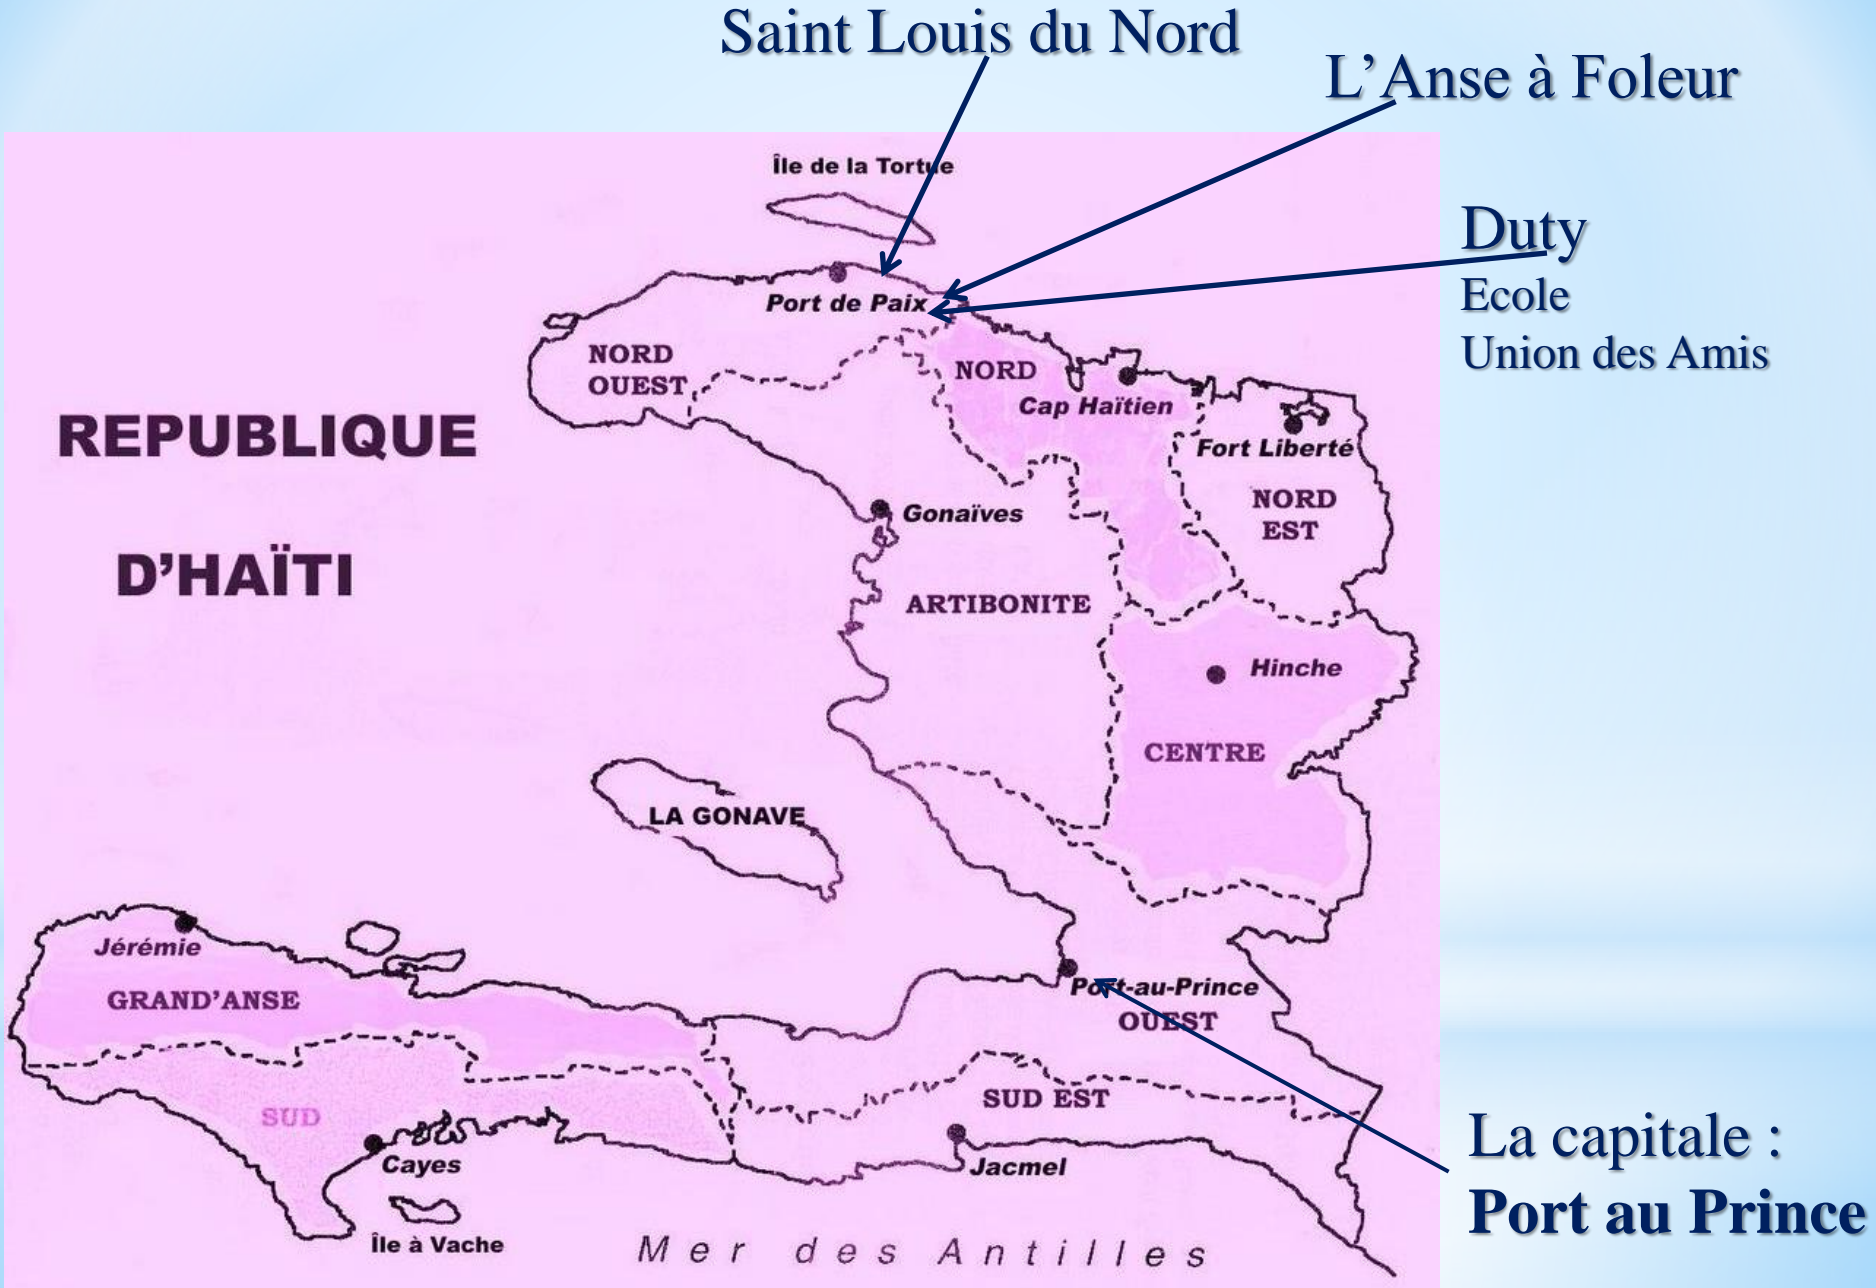 Saint Louis du Nord
L’Anse à Foleur
Île de la Tortue
Duty
Ecole
Union des Amis
Port de Paix
NORD
OUEST
NORD
Cap Haïtien
REPUBLIQUE
D’HAÏTI
Fort Liberté
NORD
EST
Gonaïves
ARTIBONITE
Hinche
CENTRE
LA GONAVE
Jérémie
GRAND’ANSE
Port-au-Prince
OUEST
SUD EST
SUD
Cayes
Jacmel
Île à Vache
Mer des Antilles
La capitale :
Port au Prince